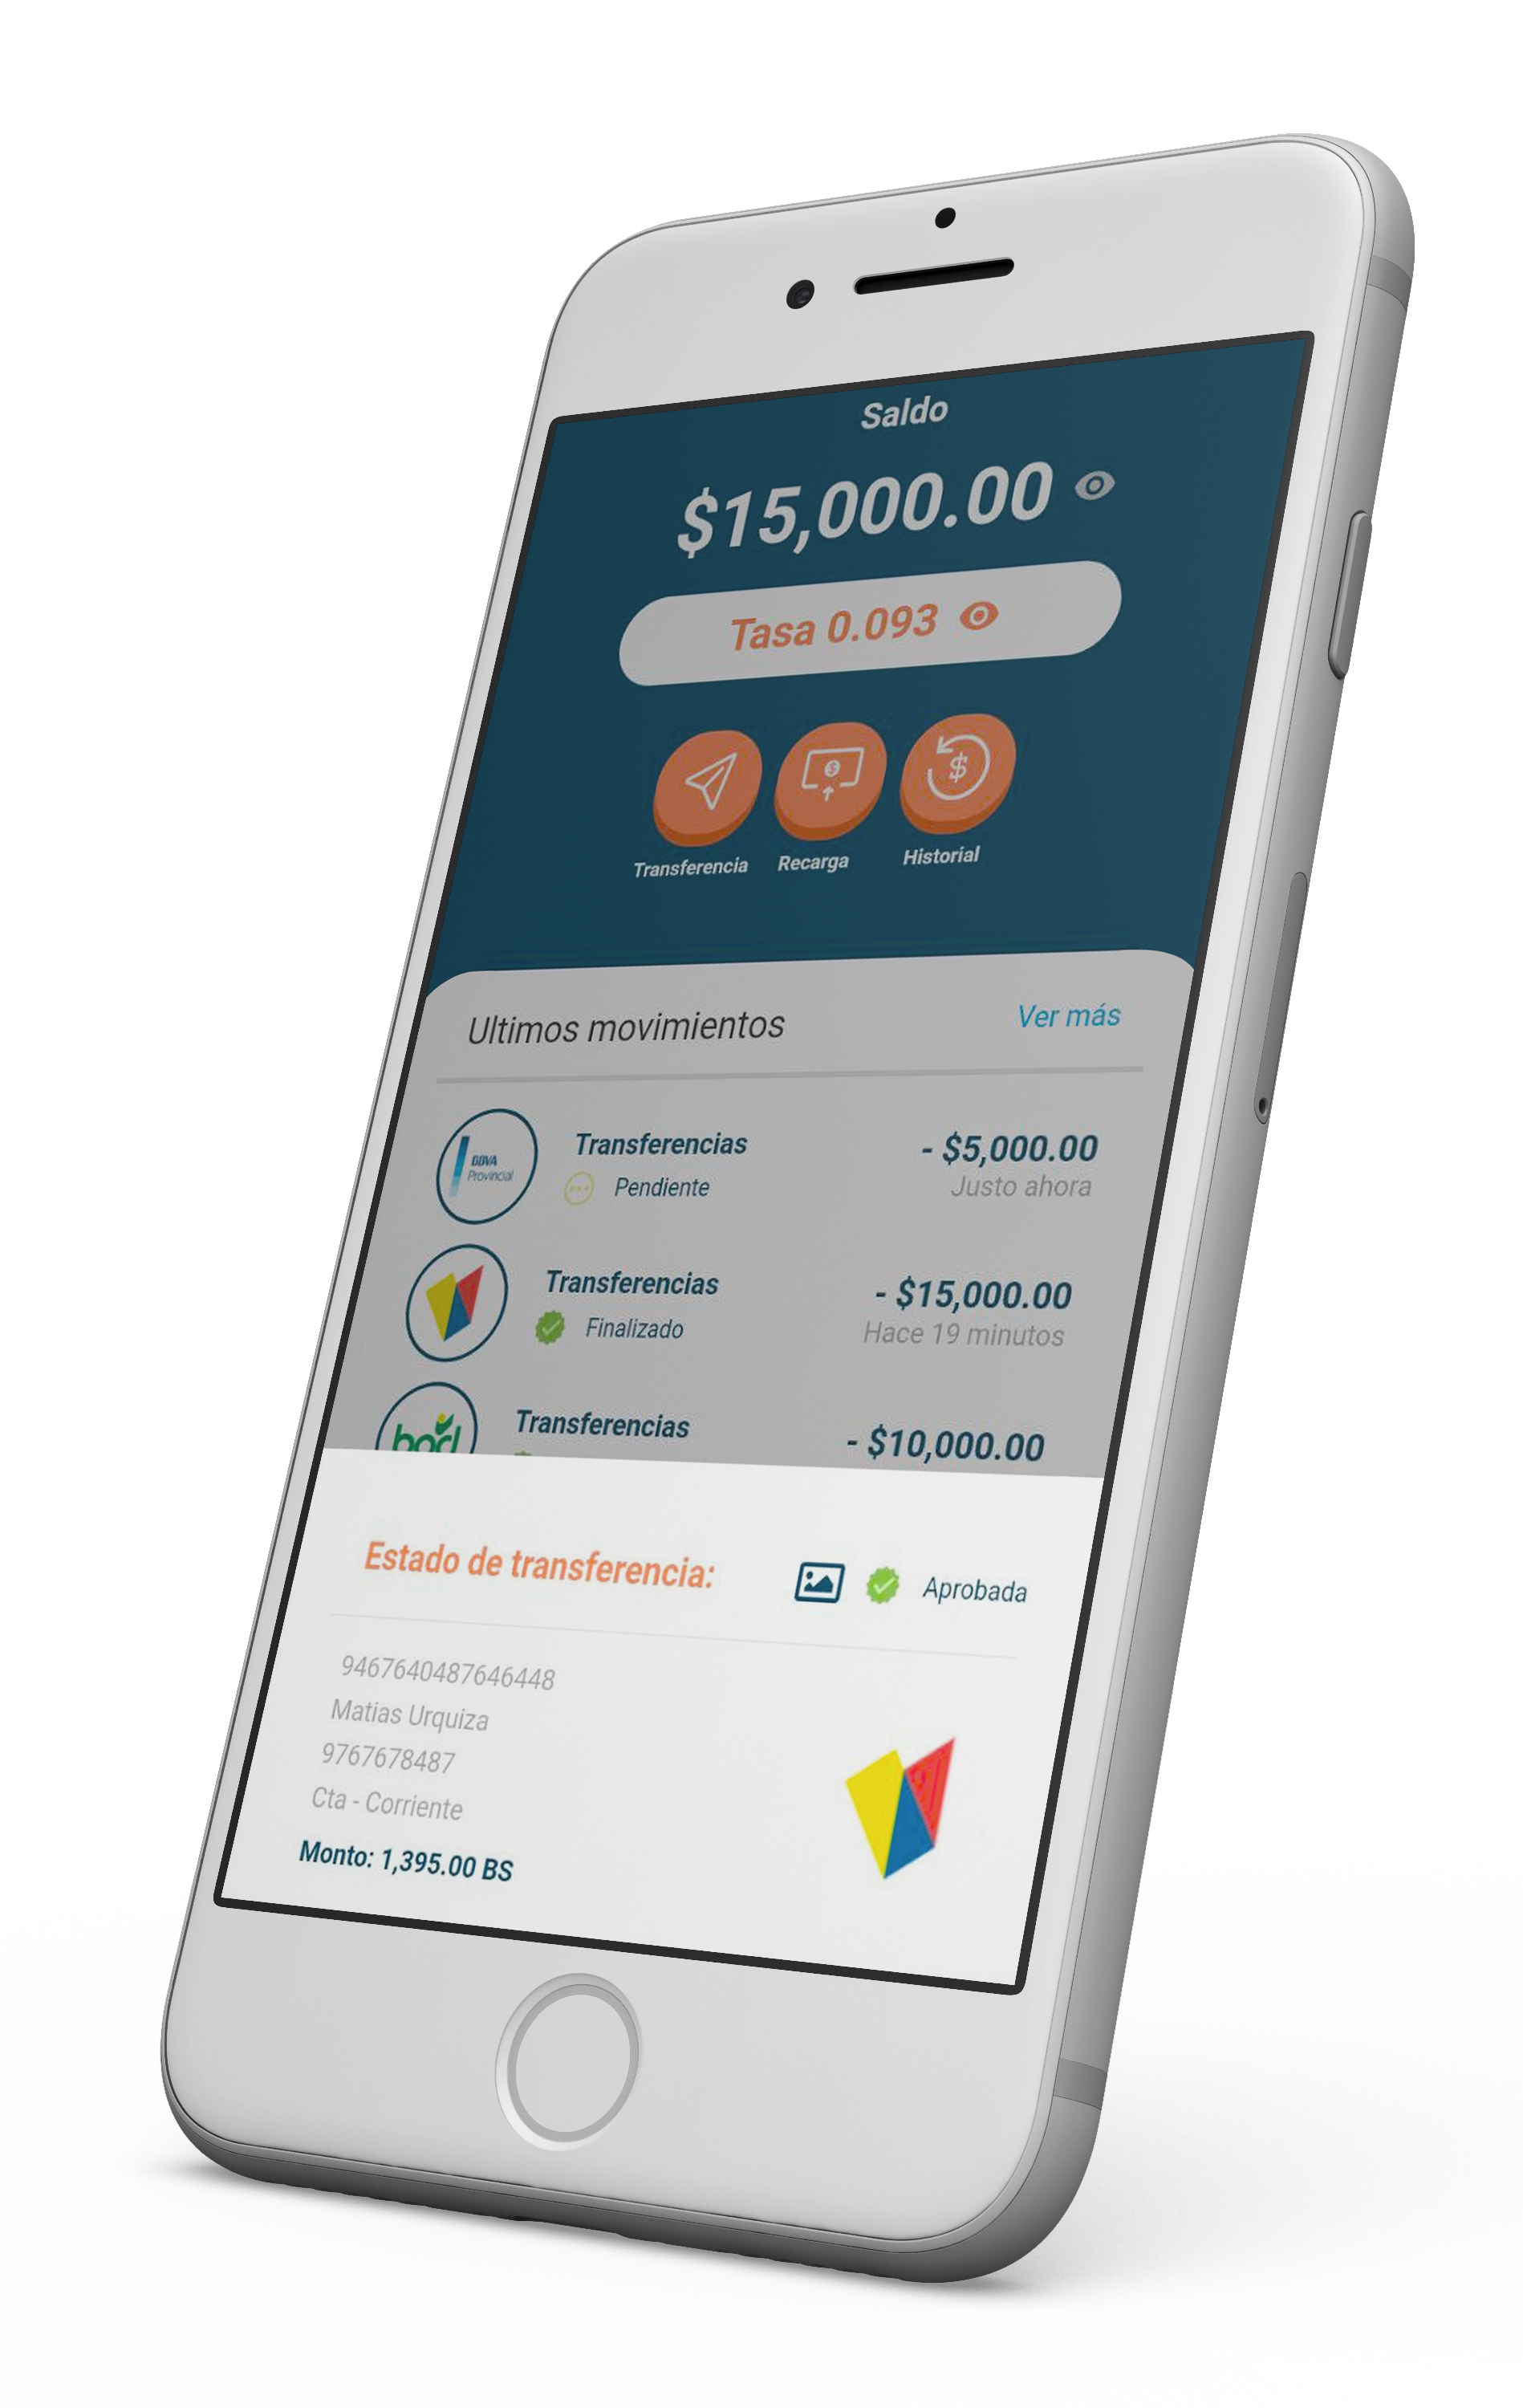 Saldo
$15,000.00
Tasa 0.093
Transferencia Recarga Historial
Ultimos movimientos Ver más
BBVA
Provincial
Transferencias - $5,000.00
Pendiente Justo ahora
Transferencias - $15,000.00
Finalizado Hace 19 minutos
bod
Transferencias - $10,000.00
Estado de transferencia: Aprobada
9467640487646448
Matias Urquiza
9767678487
Cta - Corriente
Monto: 1,395.00 BS